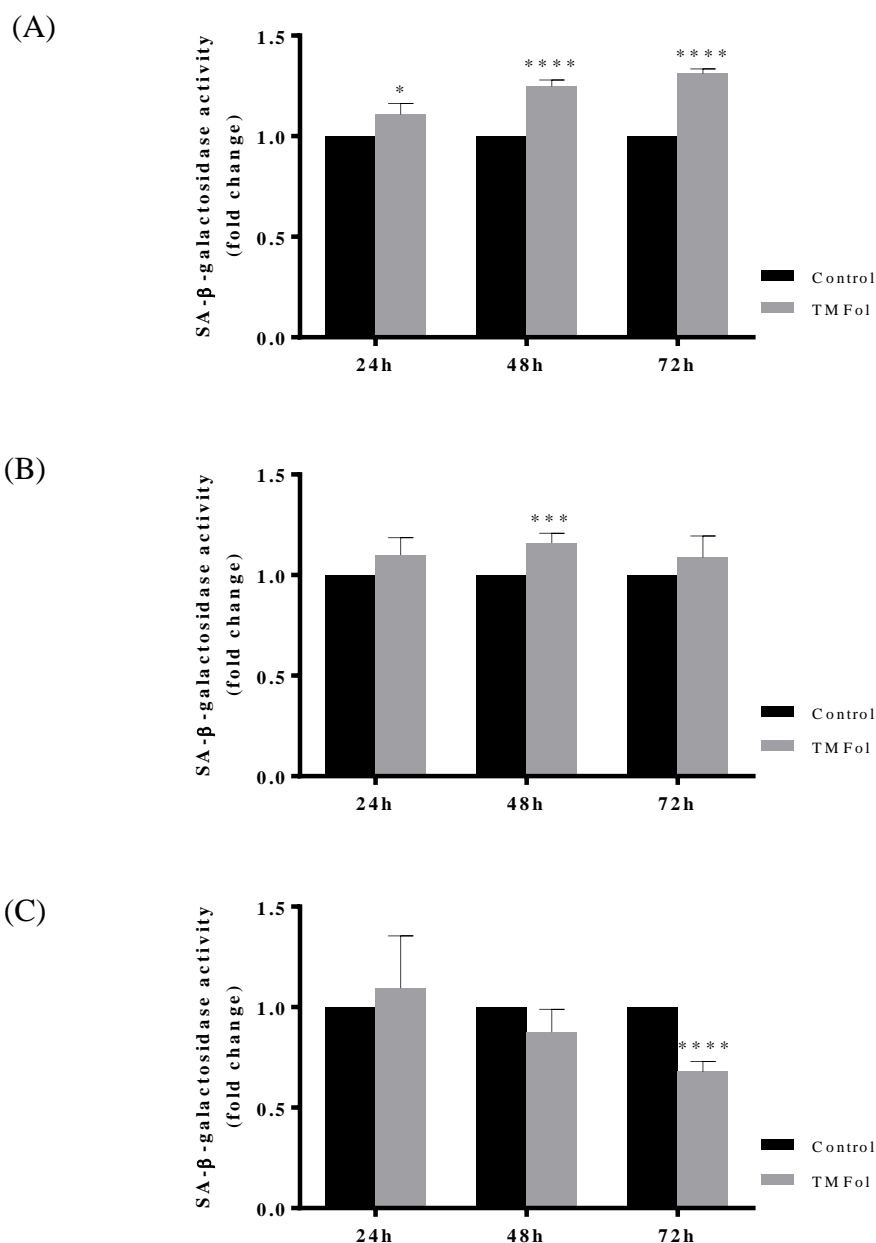 (A)
SA-β-galactosidase activity
(fold change)
1.5
1.0
0.5
0.0
*
****
****
24h
48h
72h
Control
TMFol
(B)
SA-β-galactosidase activity
(fold change)
1.5
1.0
0.5
0.0
***
24h
48h
72h
Control
TMFol
(C)
SA-β-galactosidase activity
(fold change)
1.5
1.0
0.5
0.0
****
24h
48h
72h
Control
TMFol